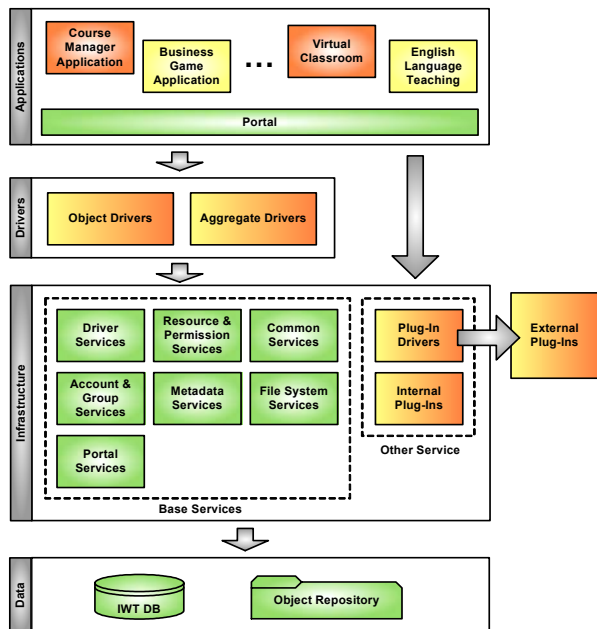 Applications
Course
Manager
Application
Business
Game
Application
...
Virtual
Classroom
English
Language
Teaching
Portal
Drivers
Object Drivers
Aggregate Drivers
Infrastructure
Driver
Services
Resource &
Permission
Services
Common
Services
Account &
Group
Services
Metadata
Services
File System
Services
Portal
Services
Base Services
Plug-In
Drivers
Internal
Plug-Ins
Other Service
External
Plug-Ins
Data
IWT DB
Object Repository